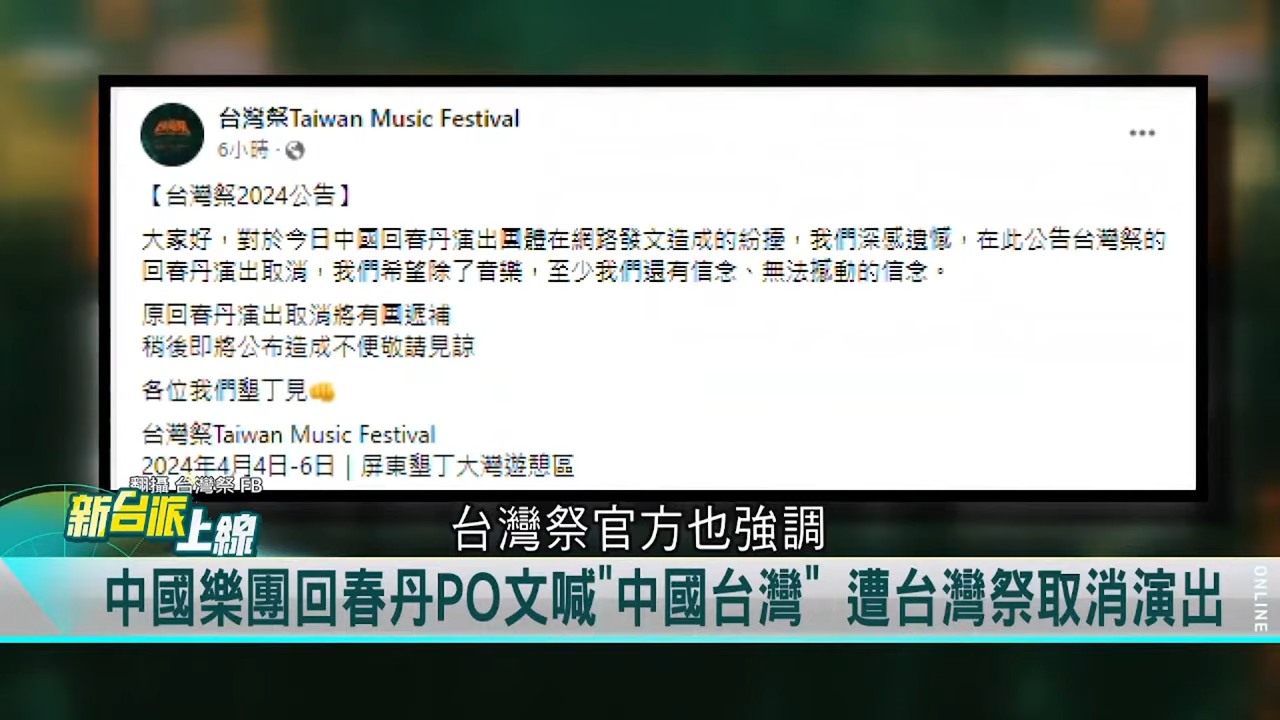 台灣祭Taiwan Music Festival
6小時 ·
【台灣祭2024公告】
大家好，對於今日中國回春丹演出團體在網路發文造成的紛擾，我們深感遺憾，在此公告台灣祭的
回春丹演出取消，我們希望除了音樂，至少我們還有信念、無法撼動的信念。
原回春丹演出取消將有團遞補
稍後即將公布造成不便敬請見諒
各位我們墾丁見👊
台灣祭Taiwan Music Festival
2024年4月4日-6日｜屏東墾丁大灣遊憩區
翻攝 台灣祭 FB
新台派
上線
台灣祭官方也強調
中國樂團回春丹PO文喊"中國台灣" 遭台灣祭取消演出
ONLINE